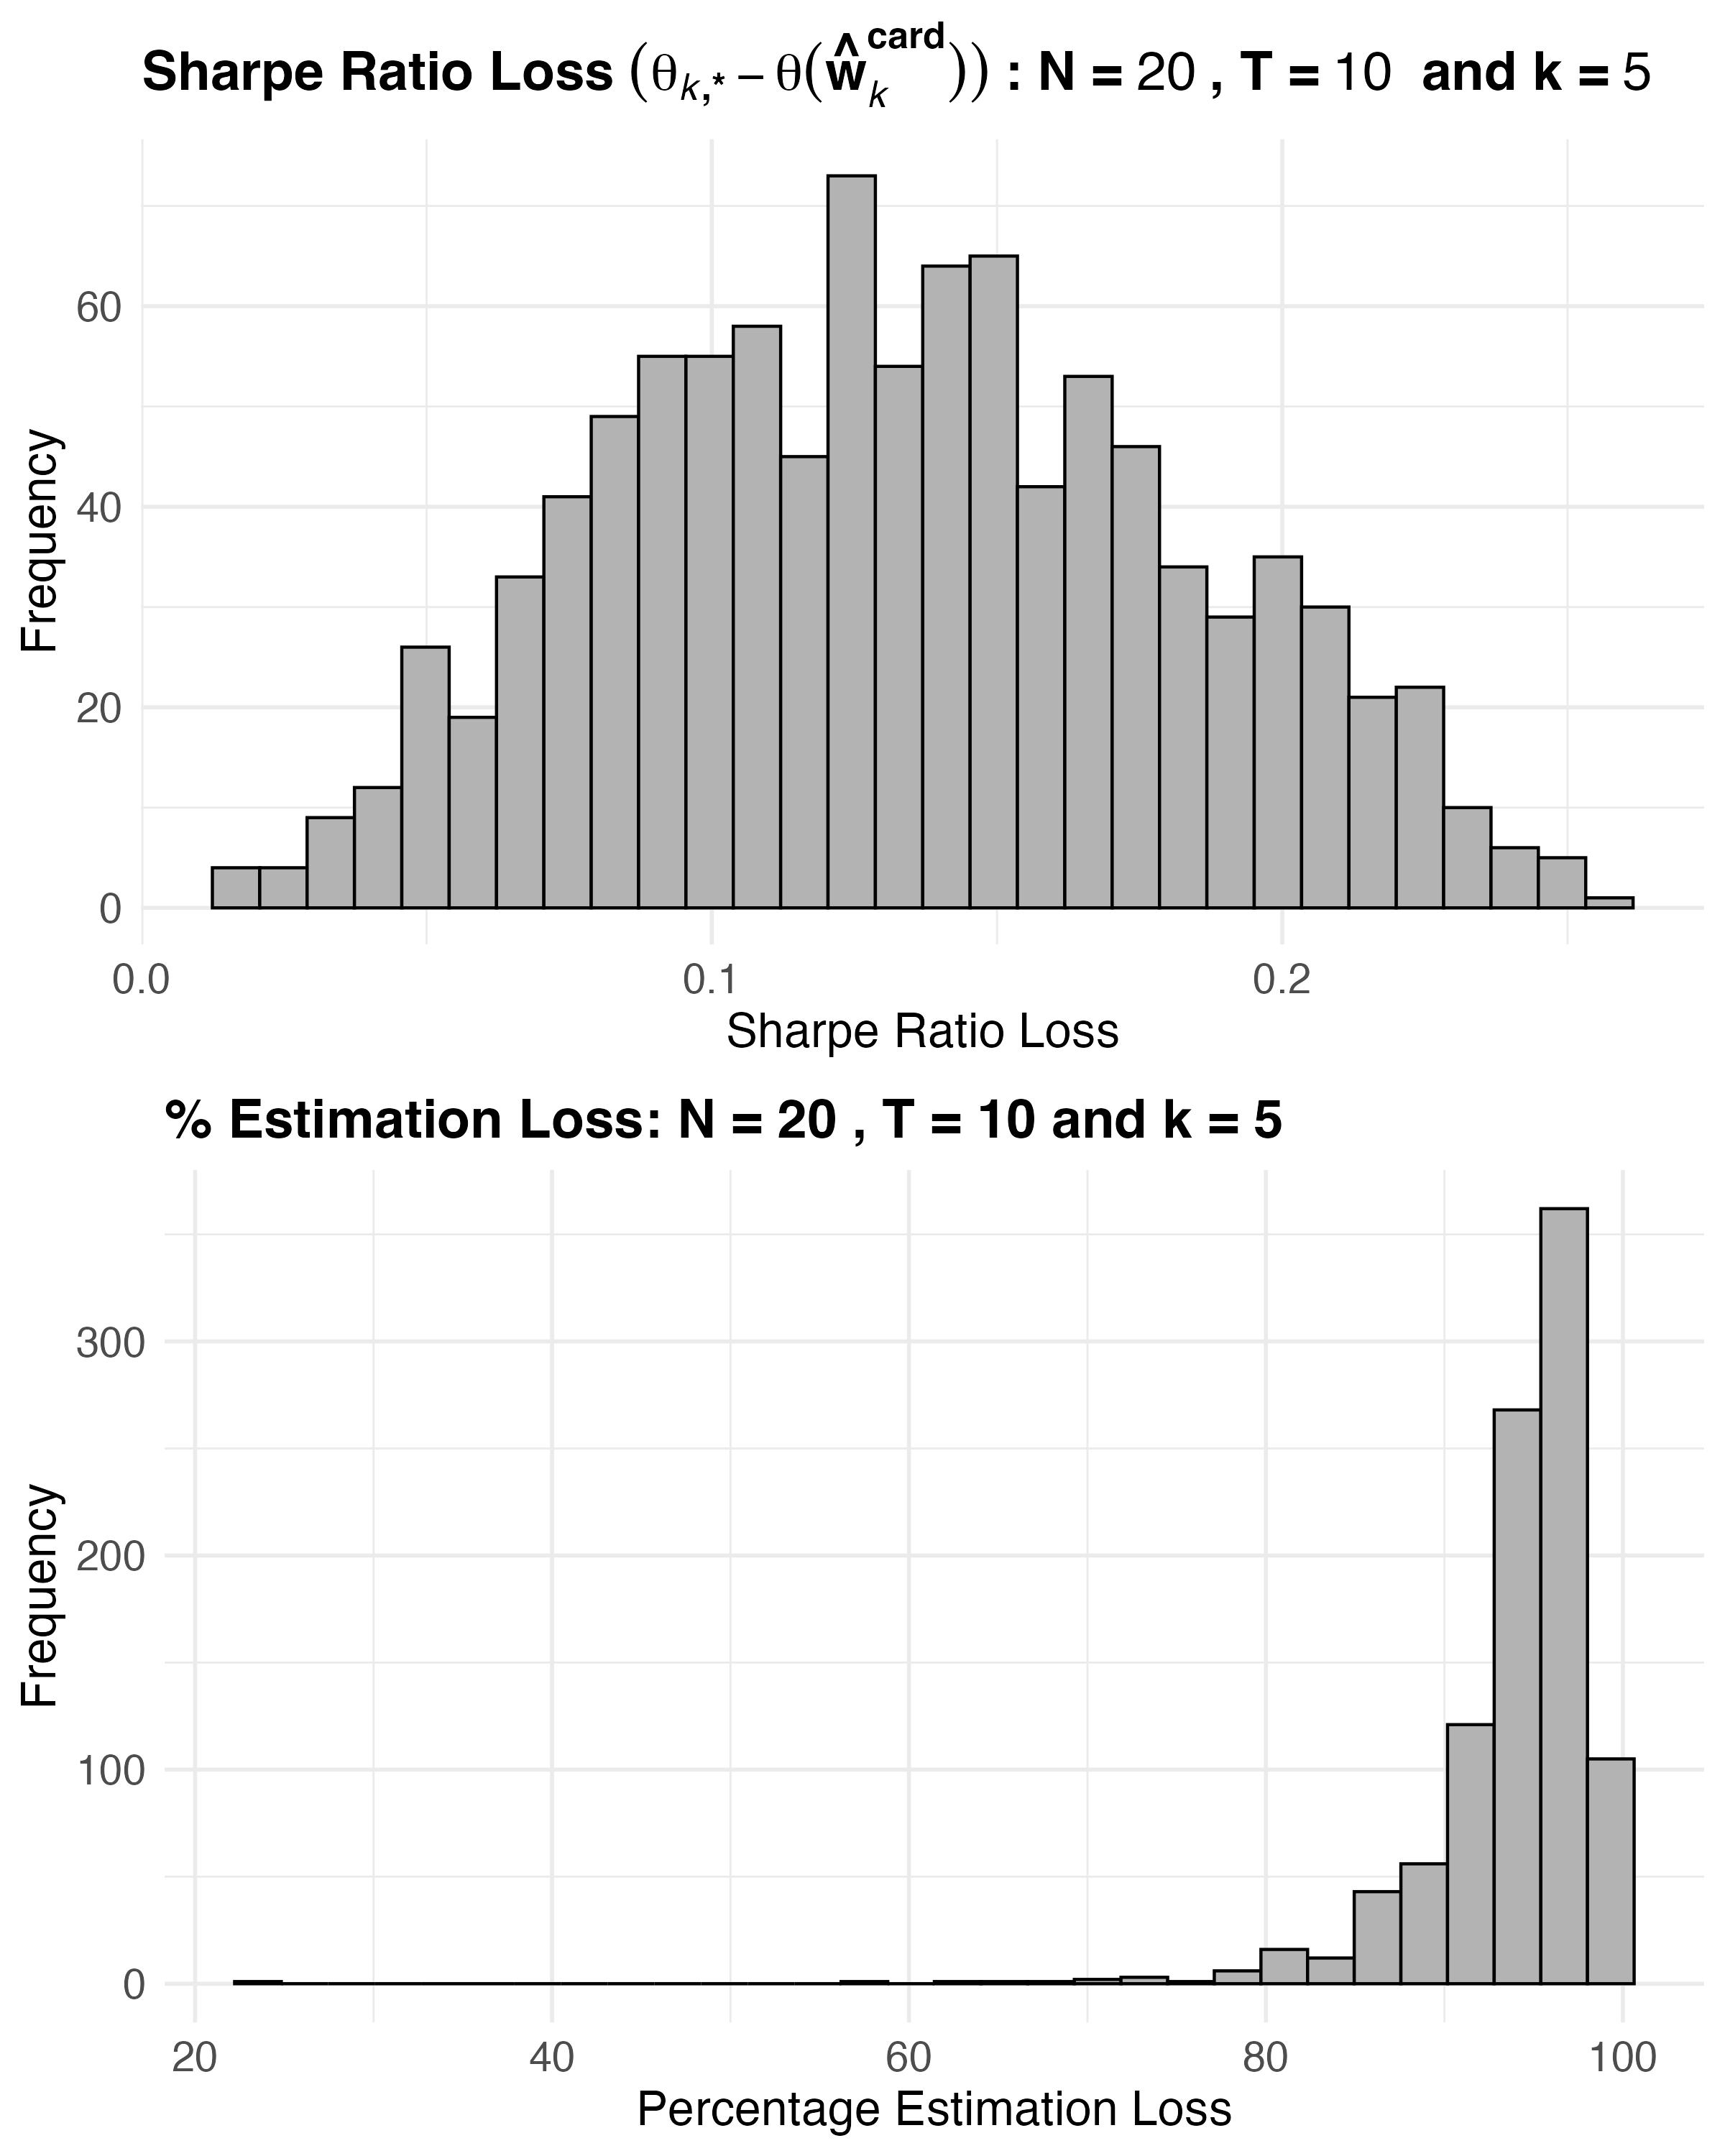 Sharpe Ratio Loss (θk,* − θ(ŵk^card)) : N = 20 , T = 10 and k = 5
60
40
20
0
Frequency
0.0 0.1 0.2
Sharpe Ratio Loss
% Estimation Loss: N = 20 , T = 10 and k = 5
300
200
100
0
Frequency
20 40 60 80 100
Percentage Estimation Loss